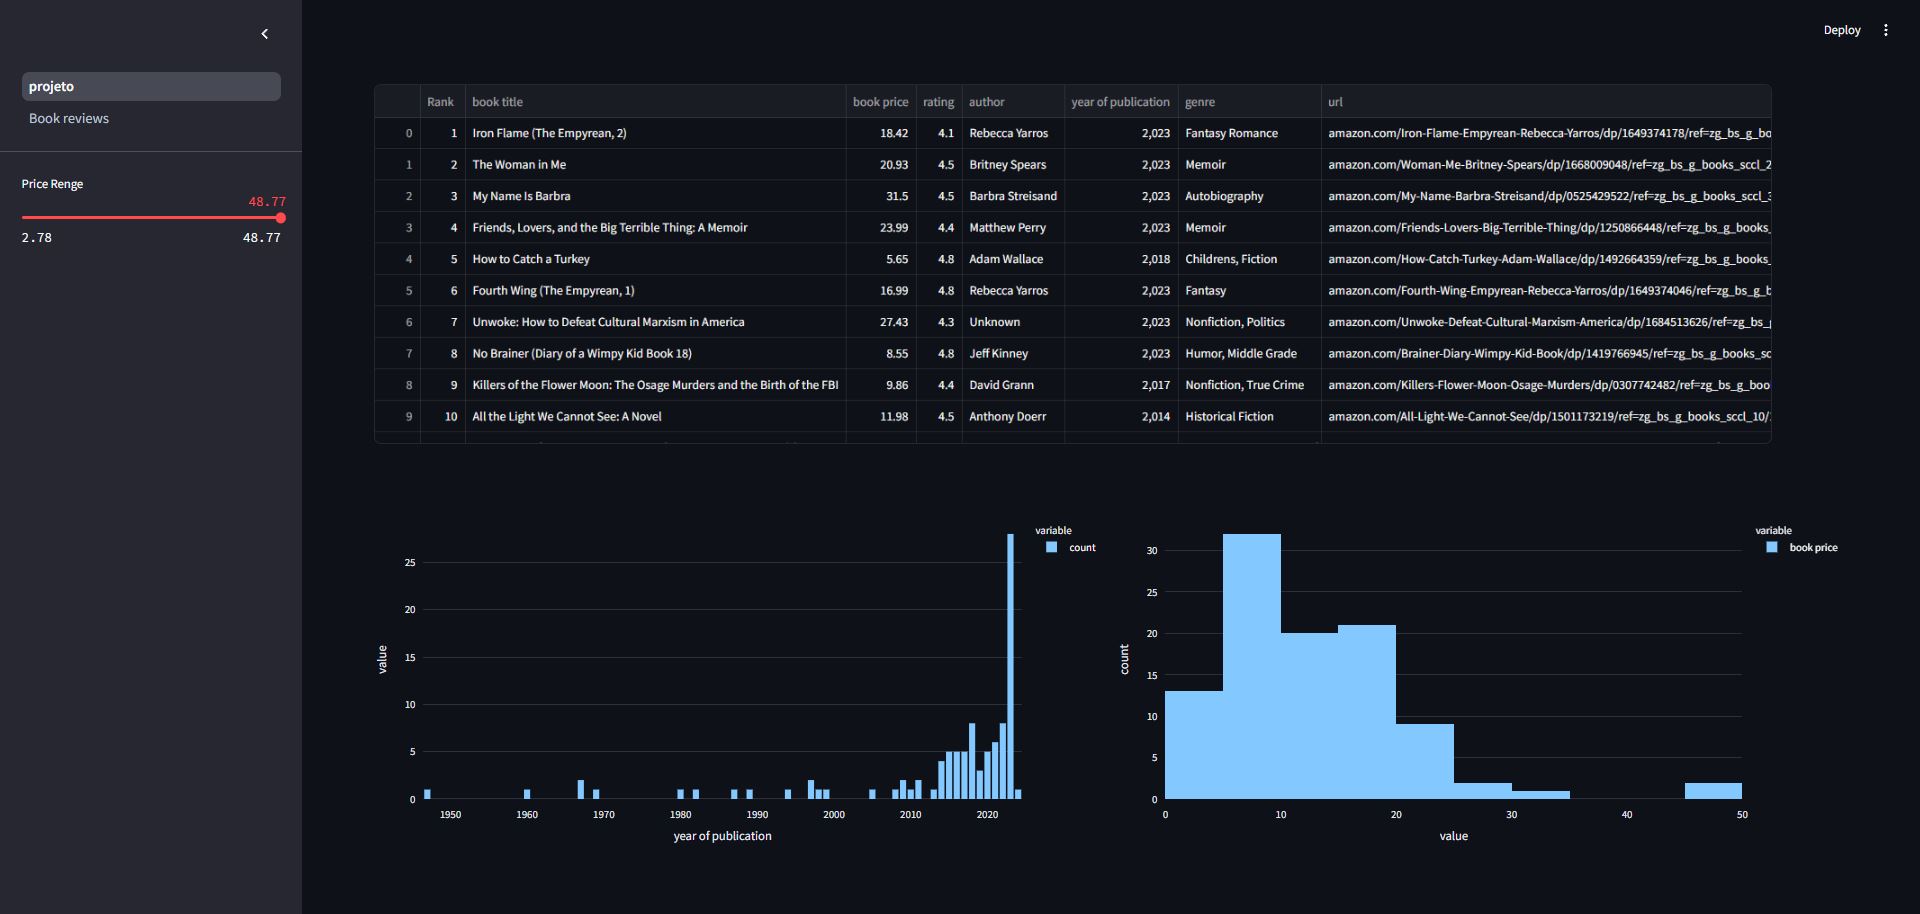 Deploy
projeto
Book reviews
Price Renge
48.77
2.78 48.77
Rank book title book price rating author year of publication genre url
0 1 Iron Flame (The Empyrean, 2) 18.42 4.1 Rebecca Yarros 2,023 Fantasy Romance amazon.com/Iron-Flame-Empyrean-Rebecca-Yarros/dp/1649374178/ref=zg_bs_g_bo
1 2 The Woman in Me 20.93 4.5 Britney Spears 2,023 Memoir amazon.com/Woman-Me-Britney-Spears/dp/1668009048/ref=zg_bs_g_books_sccl_2
2 3 My Name Is Barbra 31.5 4.5 Barbra Streisand 2,023 Autobiography amazon.com/My-Name-Barbra-Streisand/dp/0525429522/ref=zg_bs_g_books_sccl_3
3 4 Friends, Lovers, and the Big Terrible Thing: A Memoir 23.99 4.4 Matthew Perry 2,023 Memoir amazon.com/Friends-Lovers-Big-Terrible-Thing/dp/1250866448/ref=zg_bs_g_books_
4 5 How to Catch a Turkey 5.65 4.8 Adam Wallace 2,018 Childrens, Fiction amazon.com/How-Catch-Turkey-Adam-Wallace/dp/1492664359/ref=zg_bs_g_books_
5 6 Fourth Wing (The Empyrean, 1) 16.99 4.8 Rebecca Yarros 2,023 Fantasy amazon.com/Fourth-Wing-Empyrean-Rebecca-Yarros/dp/1649374046/ref=zg_bs_g_b
6 7 Unwoke: How to Defeat Cultural Marxism in America 27.43 4.3 Unknown 2,023 Nonfiction, Politics amazon.com/Unwoke-Defeat-Cultural-Marxism-America/dp/1684513626/ref=zg_bs_
7 8 No Brainer (Diary of a Wimpy Kid Book 18) 8.55 4.8 Jeff Kinney 2,023 Humor, Middle Grade amazon.com/Brainer-Diary-Wimpy-Kid-Book/dp/1419766945/ref=zg_bs_g_books_sc
8 9 Killers of the Flower Moon: The Osage Murders and the Birth of the FBI 9.86 4.4 David Grann 2,017 Nonfiction, True Crime amazon.com/Killers-Flower-Moon-Osage-Murders/dp/0307742482/ref=zg_bs_g_boo
9 10 All the Light We Cannot See: A Novel 11.98 4.5 Anthony Doerr 2,014 Historical Fiction amazon.com/All-Light-We-Cannot-See/dp/1501173219/ref=zg_bs_g_books_sccl_10/
variable
count
25
20
15
10
5
0
value
1950 1960 1970 1980 1990 2000 2010 2020
year of publication
variable
book price
30
25
20
15
10
5
0
count
0 10 20 30 40 50
value